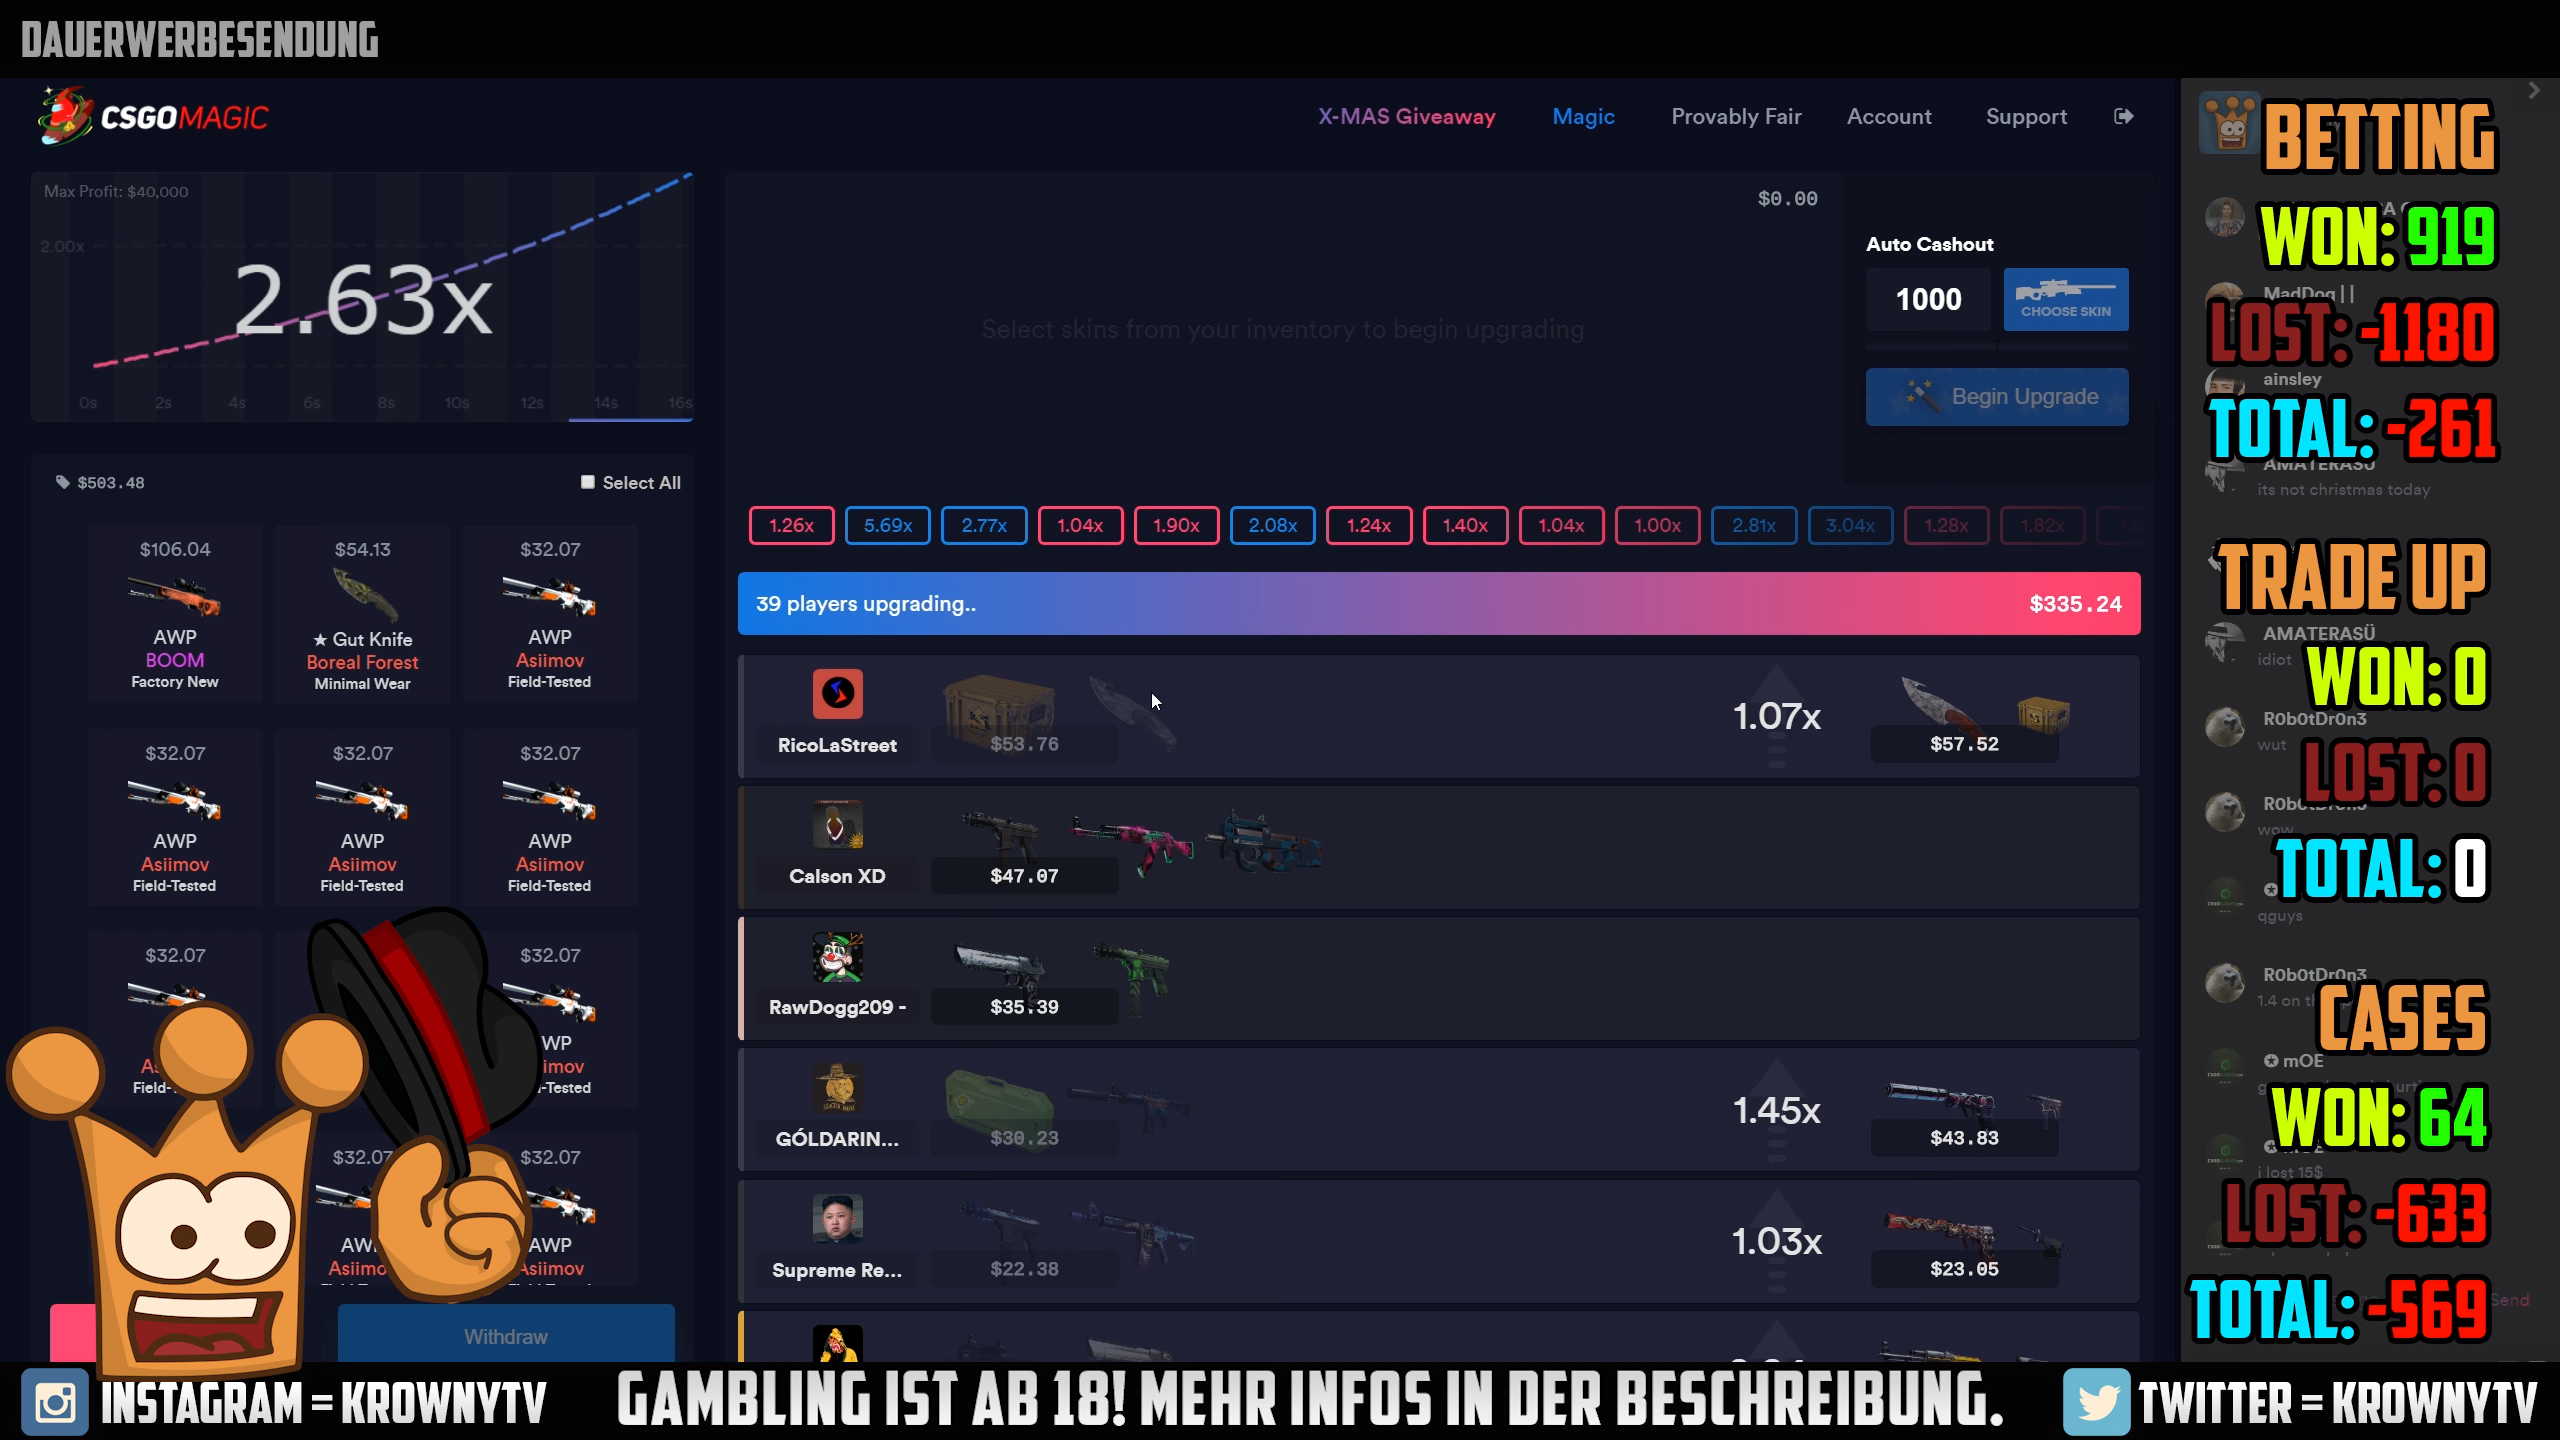 DAUERWERBESENDUNG
CSGOMAGIC
X-MAS Giveaway
Magic
Provably Fair
Account
Support
Max Profit: $40,000
2.00x
2.63x
0s 2s 4s 6s 8s 10s 12s 14s 16s
$0.00
Select skins from your inventory to begin upgrading
Auto Cashout
1000
CHOOSE SKIN
Begin Upgrade
$503.48
Select All
$106.04
AWP
BOOM
Factory New
$54.13
★ Gut Knife
Boreal Forest
Minimal Wear
$32.07
AWP
Asiimov
Field-Tested
$32.07
AWP
Asiimov
Field-Tested
$32.07
AWP
Asiimov
Field-Tested
$32.07
AWP
Asiimov
Field-Tested
$32.07
$32.07
$32.07
$32.07
AWP
Asiimov
Withdraw
1.26x 5.69x 2.77x 1.04x 1.90x 2.08x 1.24x 1.40x 1.04x 1.00x 2.81x 3.04x 1.28x 1.82x
39 players upgrading..
$335.24
RicoLaStreet
$53.76
1.07x
$57.52
Calson XD
$47.07
RawDogg209 -
$35.39
GÓLDARIN...
$30.23
1.45x
$43.83
Supreme Re...
$22.38
1.03x
$23.05
BETTING
WON: 919
MadDog ||
LOST: -1180
ainsley
TOTAL: -261
its not christmas today
TRADE UP
AMATERASÜ
idiot
WON: 0
R0b0tDr0n3
wut
LOST: 0
wow
TOTAL: 0
qguys
R0b0tDr0n3
CASES
mOE
WON: 64
i lost 15$
LOST: -633
TOTAL: -569
Send
INSTAGRAM = KROWNYTV
GAMBLING IST AB 18! MEHR INFOS IN DER BESCHREIBUNG.
TWITTER = KROWNYTV